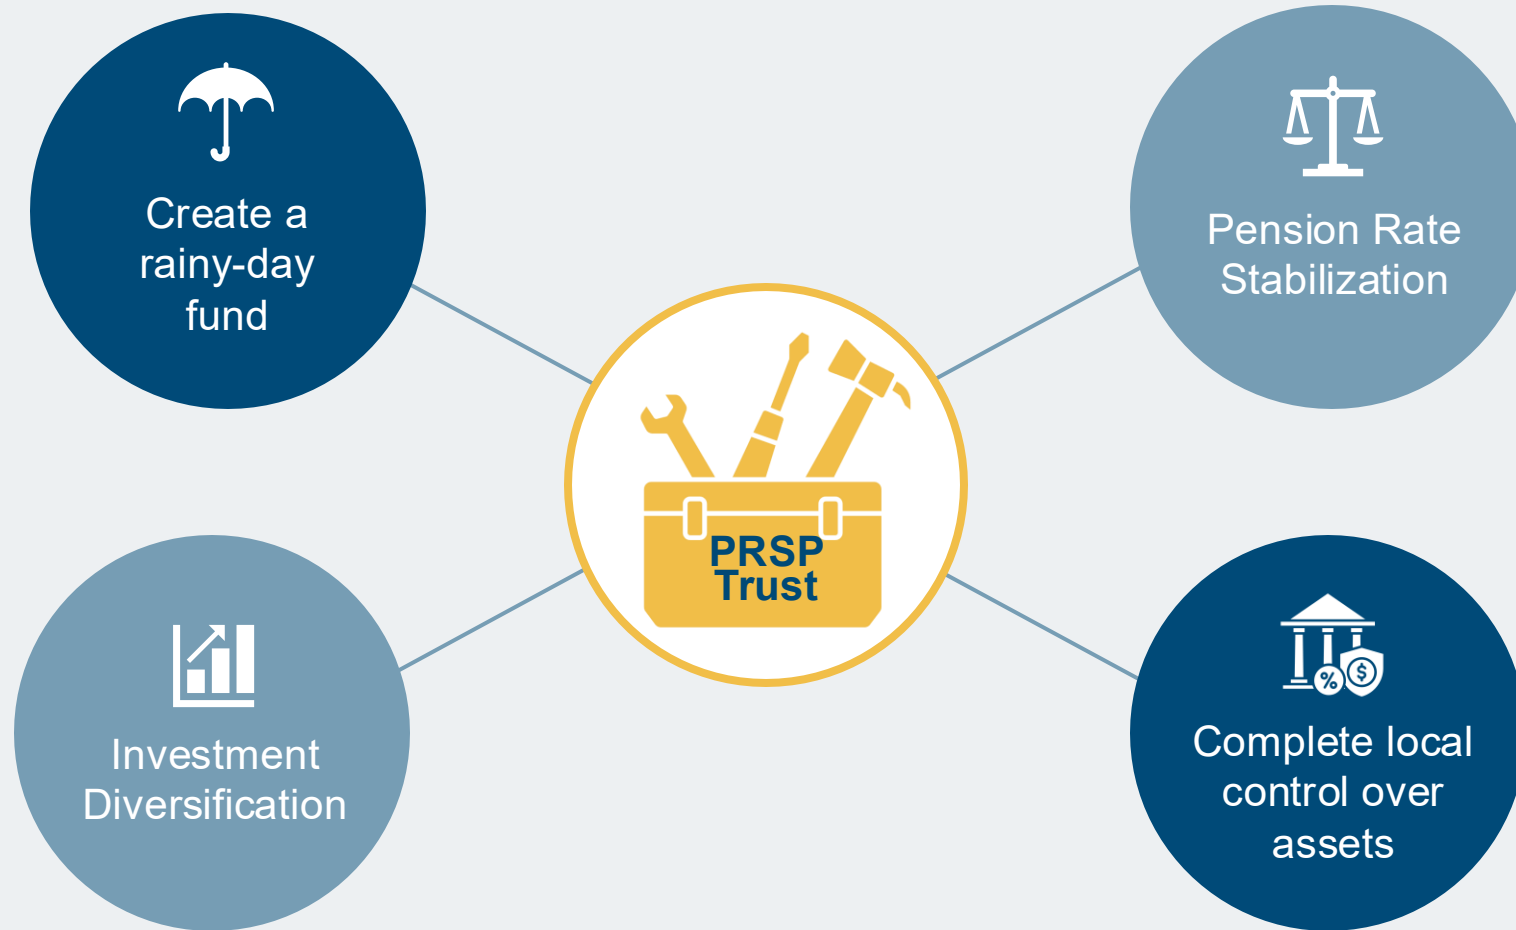 Create a
rainy-day
fund
Pension Rate
Stabilization
PRSP
Trust
Investment
Diversification
Complete local
control over
assets
%
$